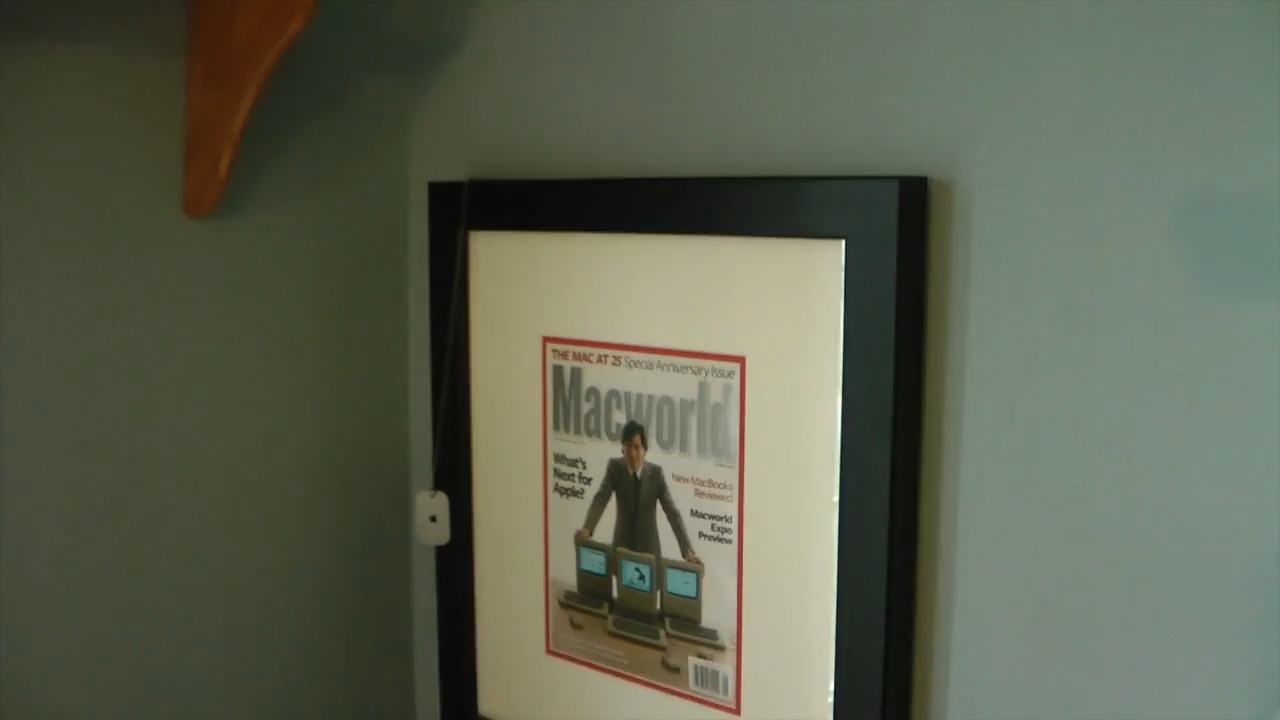 THE MAC AT 25 Special Anniversary Issue
Macworld
What's
Next for
Apple?
New MacBooks
Reviewed
Macworld
Expo
Preview